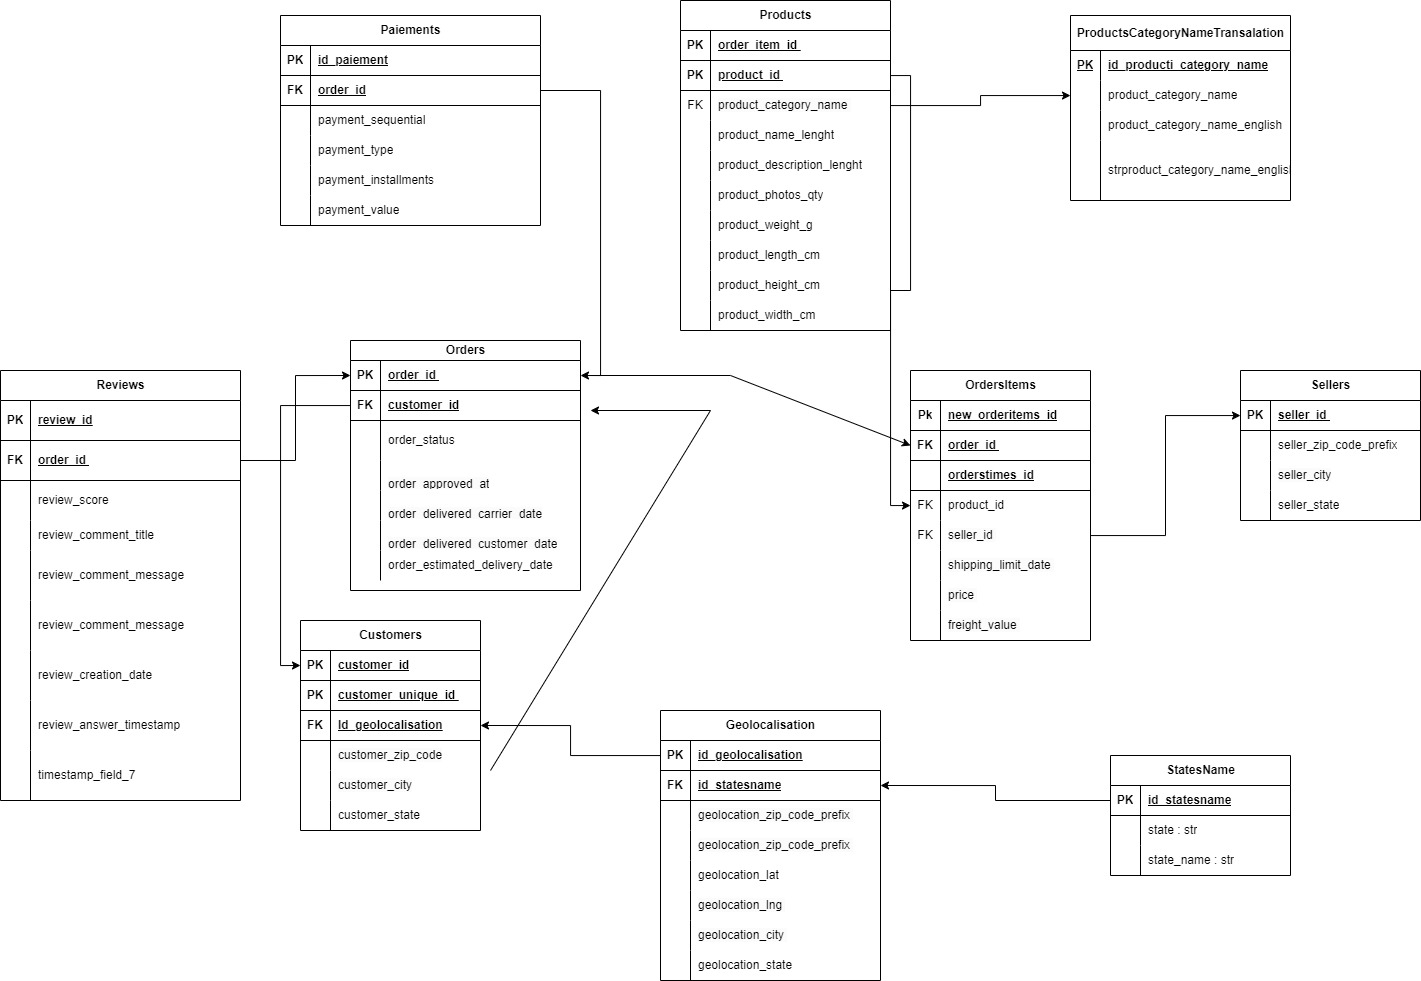 Paiements
PK id_paiement
FK order_id
payment_sequential
payment_type
payment_installments
payment_value
Products
PK order_item_id
PK product_id
FK product_category_name
product_name_lenght
product_description_lenght
product_photos_qty
product_weight_g
product_length_cm
product_height_cm
product_width_cm
ProductsCategoryNameTransalation
PK id_producti_category_name
product_category_name
product_category_name_english
strproduct_category_name_englis
Reviews
PK review_id
FK order_id
review_score
review_comment_title
review_comment_message
review_comment_message
review_creation_date
review_answer_timestamp
timestamp_field_7
Orders
PK order_id
FK customer_id
order_status
order_approved_at
order_delivered_carrier_date
order_delivered_customer_date
order_estimated_delivery_date
OrdersItems
Pk new_orderitems_id
FK order_id
orderstimes_id
FK product_id
FK seller_id
shipping_limit_date
price
freight_value
Sellers
PK seller_id
seller_zip_code_prefix
seller_city
seller_state
Customers
PK customer_id
PK customer_unique_id
FK Id_geolocalisation
customer_zip_code
customer_city
customer_state
Geolocalisation
PK id_geolocalisation
FK id_statesname
geolocation_zip_code_prefix
geolocation_zip_code_prefix
geolocation_lat
geolocation_lng
geolocation_city
geolocation_state
StatesName
PK id_statesname
state : str
state_name : str